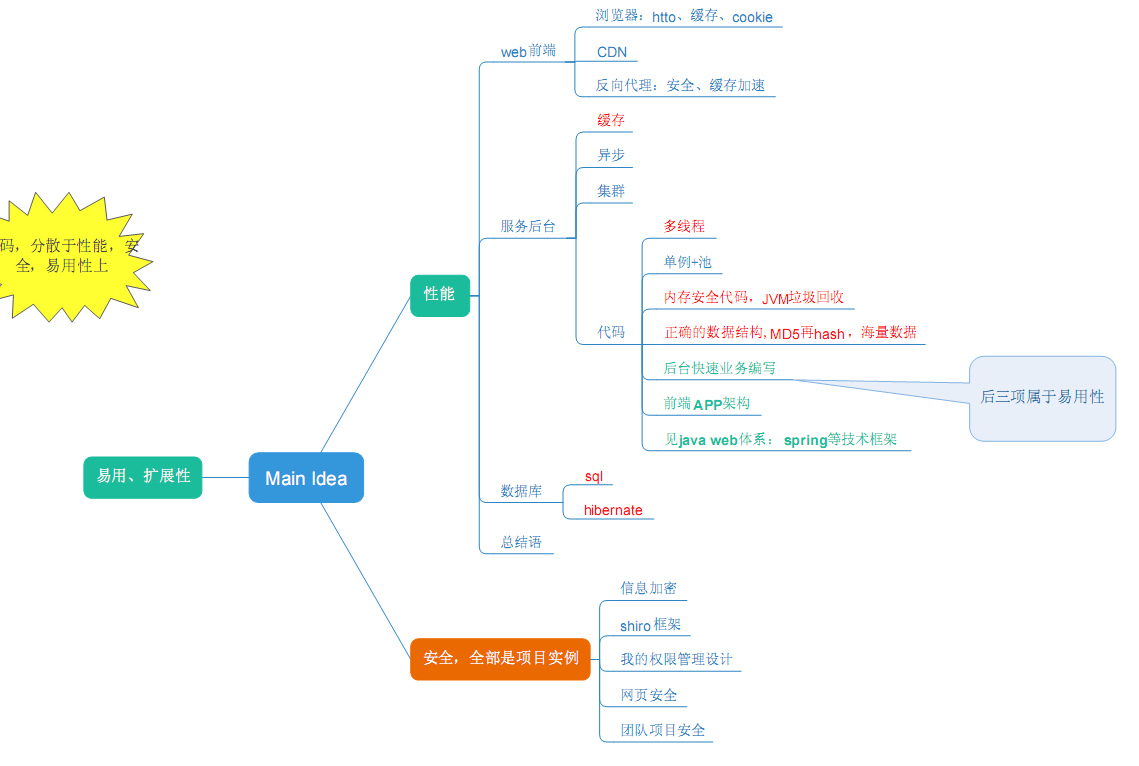 浏览器：htto、缓存、cookie
web前端
CDN
反向代理：安全、缓存加速
缓存
异步
集群
服务后台
多线程
单例+池
内存安全代码，JVM垃圾回收
代码
正确的数据结构,MD5再hash，海量数据
后台快速业务编写
前端APP架构
见java web体系：spring等技术框架
后三项属于易用性
码，分散于性能，安
全，易用性上
性能
易用、扩展性
Main Idea
数据库
sql
hibernate
总结语
安全，全部是项目实例
信息加密
shiro框架
我的权限管理设计
网页安全
团队项目安全